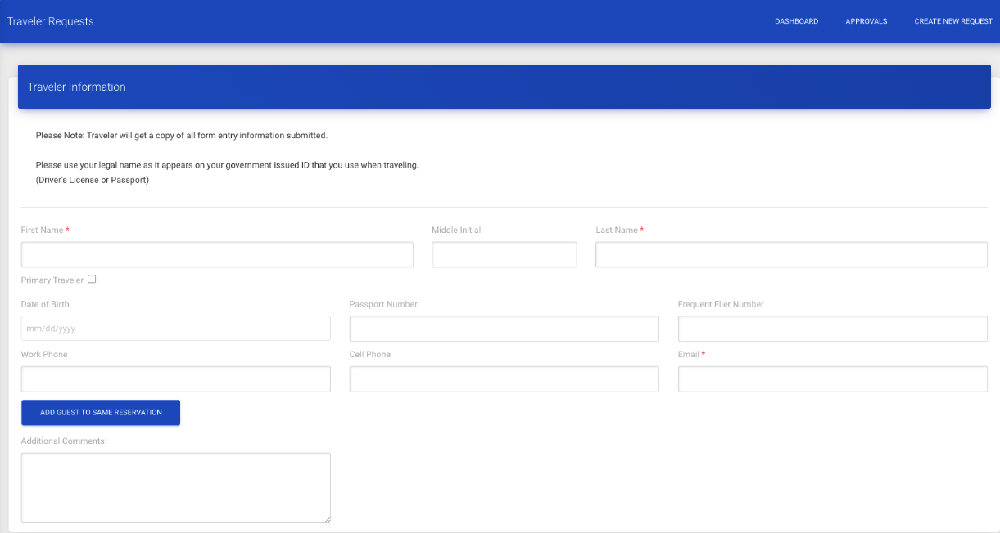 Traveler Requests
DASHBOARD
APPROVALS
CREATE NEW REQUEST
Traveler Information
Please Note: Traveler will get a copy of all form entry information submitted.
Please use your legal name as it appears on your government issued ID that you use when traveling.
(Driver's License or Passport)
First Name *
Middle Initial
Last Name *
Primary Traveler
Date of Birth
Passport Number
Frequent Flier Number
mm/dd/yyyy
Work Phone
Cell Phone
Email *
ADD GUEST TO SAME RESERVATION
Additional Comments: